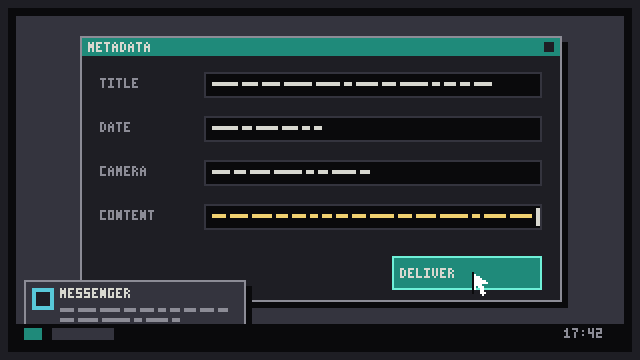 METADATA
TITLE
DATE
CAMERA
CONTENT
DELIVER
MESSENGER
17:42